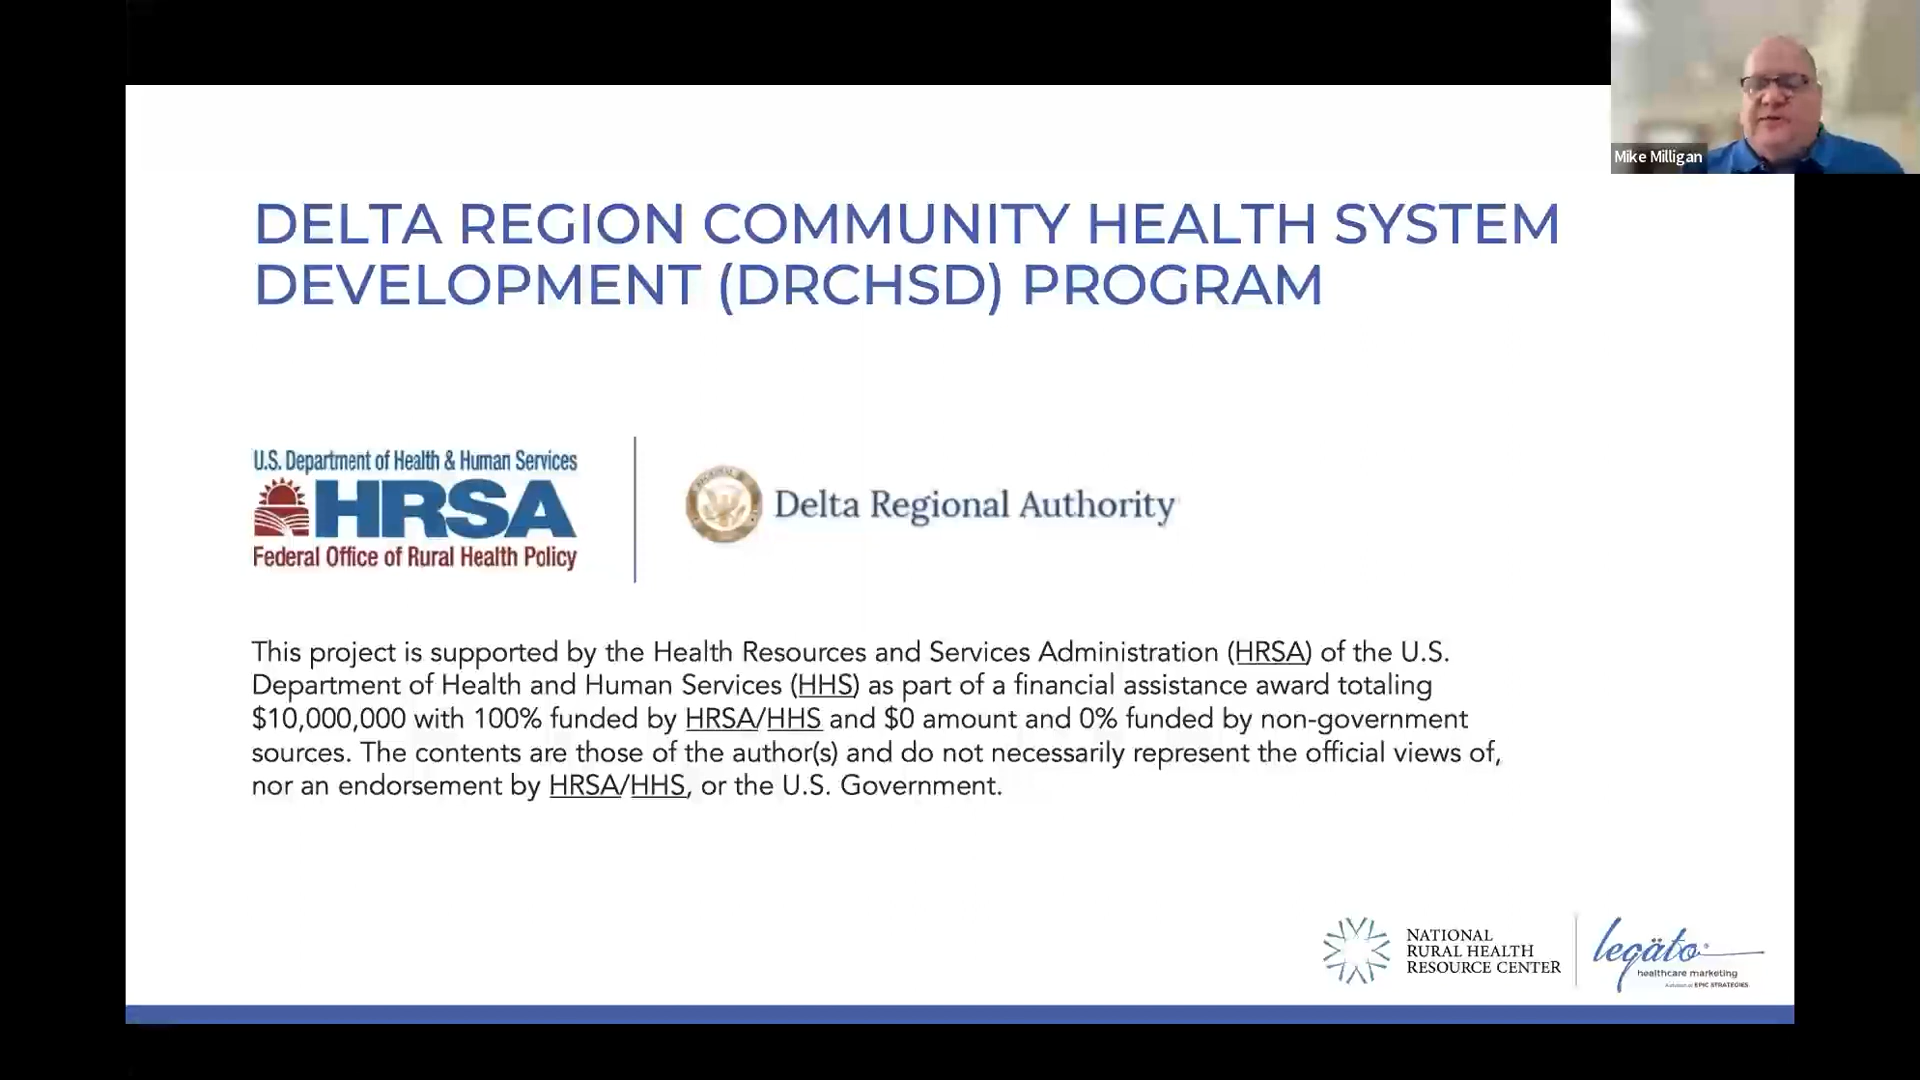 Mike Milligan
DELTA REGION COMMUNITY HEALTH SYSTEM
DEVELOPMENT (DRCHSD) PROGRAM
U.S. Department of Health & Human Services
HRSA
Federal Office of Rural Health Policy
Delta Regional Authority
This project is supported by the Health Resources and Services Administration (HRSA) of the U.S.
Department of Health and Human Services (HHS) as part of a financial assistance award totaling
$10,000,000 with 100% funded by HRSA/HHS and $0 amount and 0% funded by non-government
sources. The contents are those of the author(s) and do not necessarily represent the official views of,
nor an endorsement by HRSA/HHS, or the U.S. Government.
NATIONAL
RURAL HEALTH
RESOURCE CENTER
legäto
healthcare marketing
A division of EPIC STRATEGIES